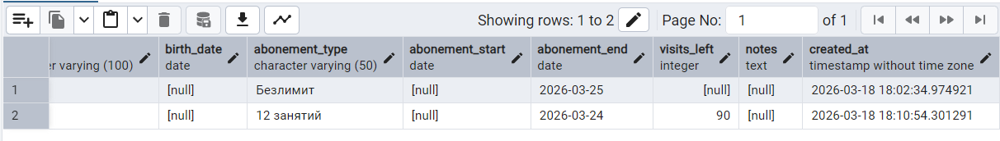 Showing rows: 1 to 2 Page No: 1 of 1
birth_date abonement_type abonement_start abonement_end visits_left notes created_at
er varying (100) date character varying (50) date date integer text timestamp without time zone
1 [null] Безлимит [null] 2026-03-25 [null] [null] 2026-03-18 18:02:34.974921
2 [null] 12 занятий [null] 2026-03-24 90 [null] 2026-03-18 18:10:54.301291